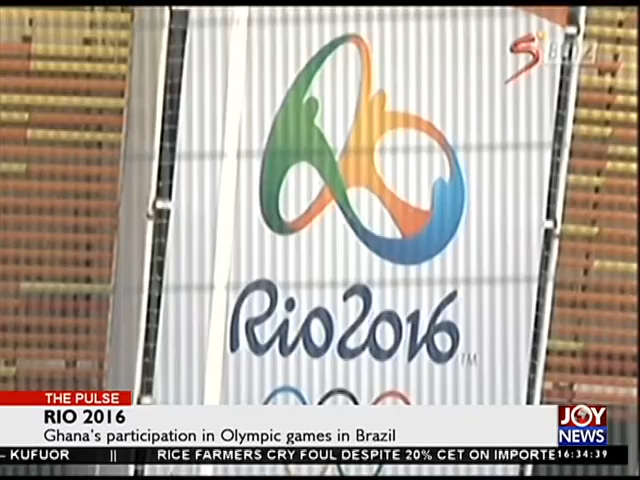 Rio2016
TM
THE PULSE
RIO 2016
Ghana's participation in Olympic games in Brazil
JOY
NEWS
- KUFUOR || RICE FARMERS CRY FOUL DESPITE 20% CET ON IMPORTE
16:34:39